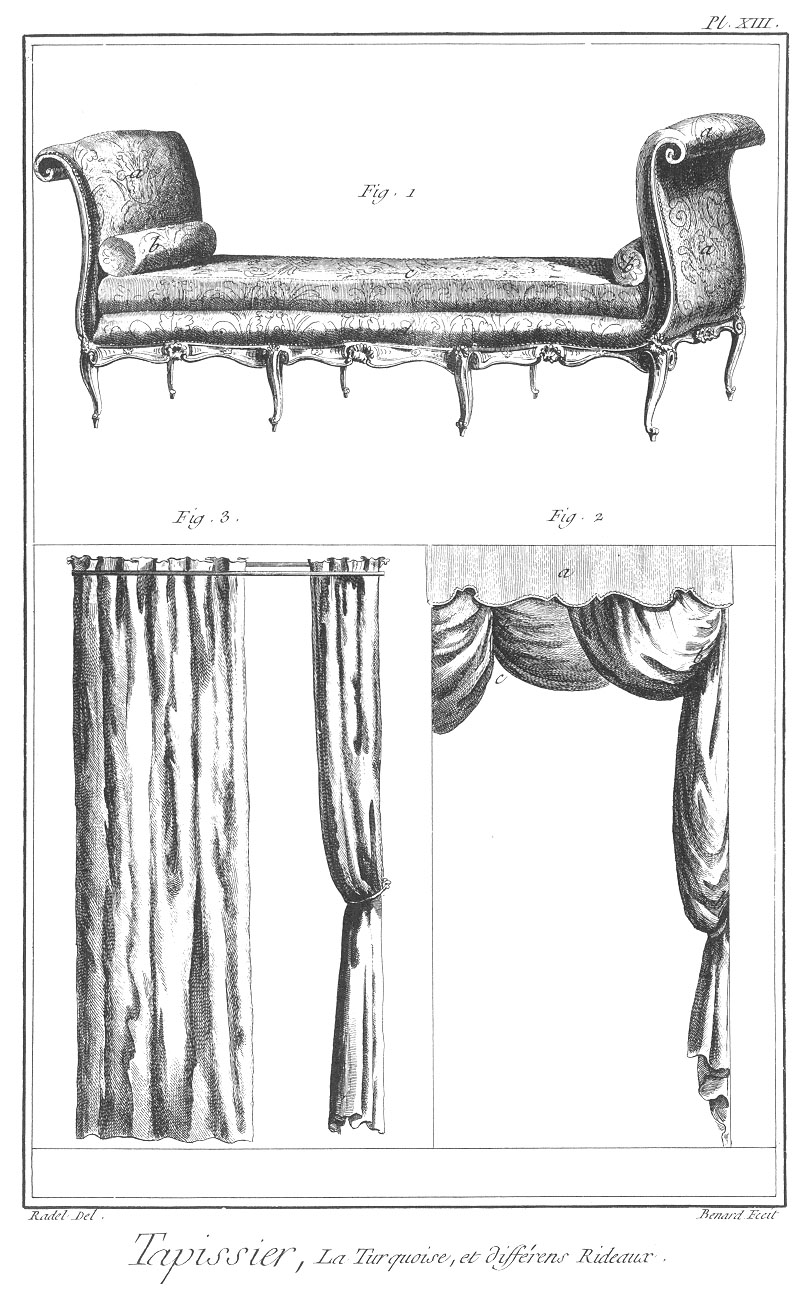 Pl. XIII.
Fig. 1
a
a
b
b
c
a
Fig. 3.
Fig. 2
a
b
c
Radel Del.
Benard Fecit
Tapissier, La Turquoise, et différens Rideaux.